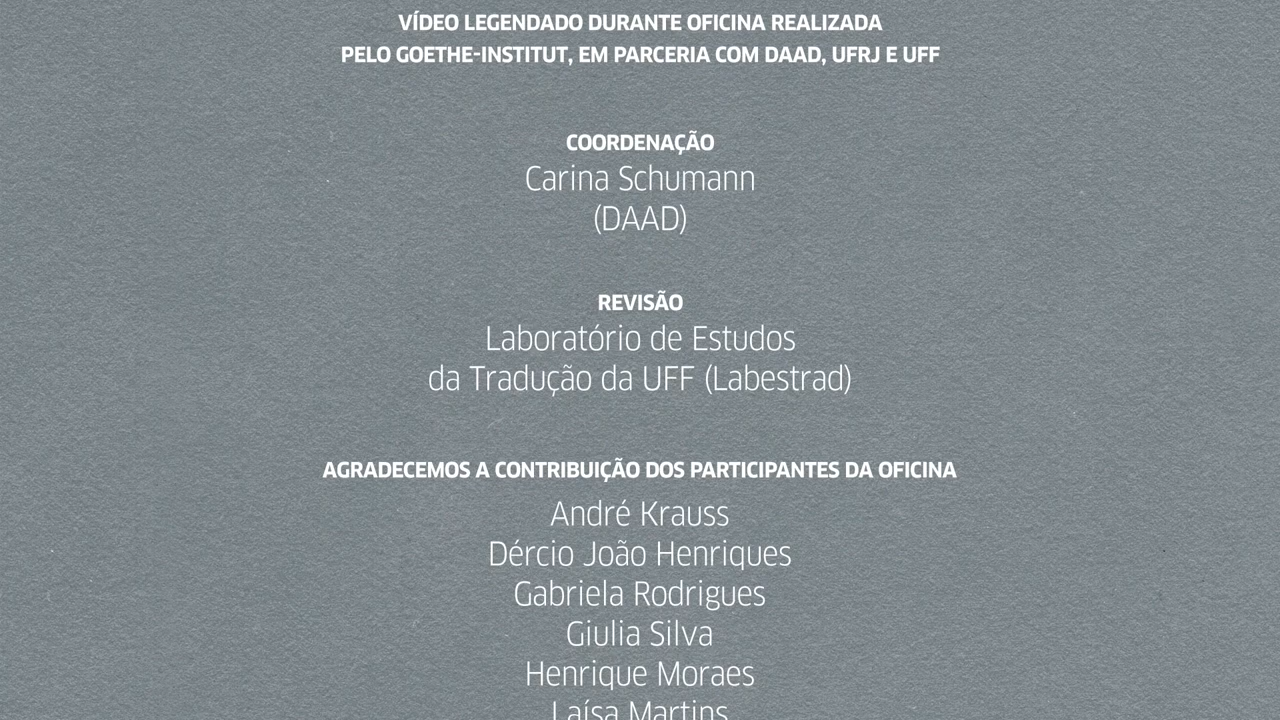 VÍDEO LEGENDADO DURANTE OFICINA REALIZADA
PELO GOETHE-INSTITUT, EM PARCERIA COM DAAD, UFRJ E UFF
COORDENAÇÃO
Carina Schumann
(DAAD)
REVISÃO
Laboratório de Estudos
da Tradução da UFF (Labestrad)
AGRADECEMOS A CONTRIBUIÇÃO DOS PARTICIPANTES DA OFICINA
André Krauss
Dércio João Henriques
Gabriela Rodrigues
Giulia Silva
Henrique Moraes
Laísa Martins